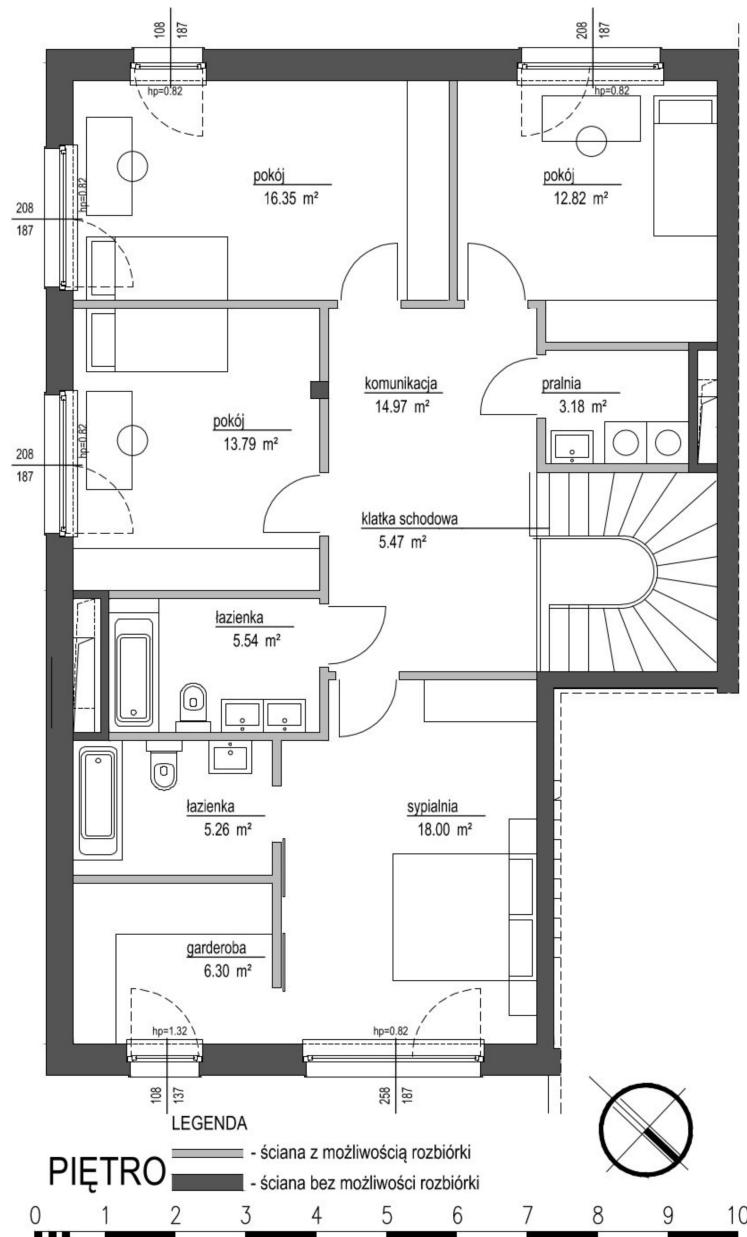 108
187
208
187
hp=0.82
hp=0.82
pokój
16.35 m²
pokój
12.82 m²
208
187
hp=0.82
komunikacja
14.97 m²
pralnia
3.18 m²
pokój
13.79 m²
208
187
hp=0.82
klatka schodowa
5.47 m²
łazienka
5.54 m²
łazienka
5.26 m²
sypialnia
18.00 m²
garderoba
6.30 m²
hp=1.32
hp=0.82
108
137
258
187
LEGENDA
- ściana z możliwością rozbiórki
PIĘTRO
- ściana bez możliwości rozbiórki
0 1 2 3 4 5 6 7 8 9 10